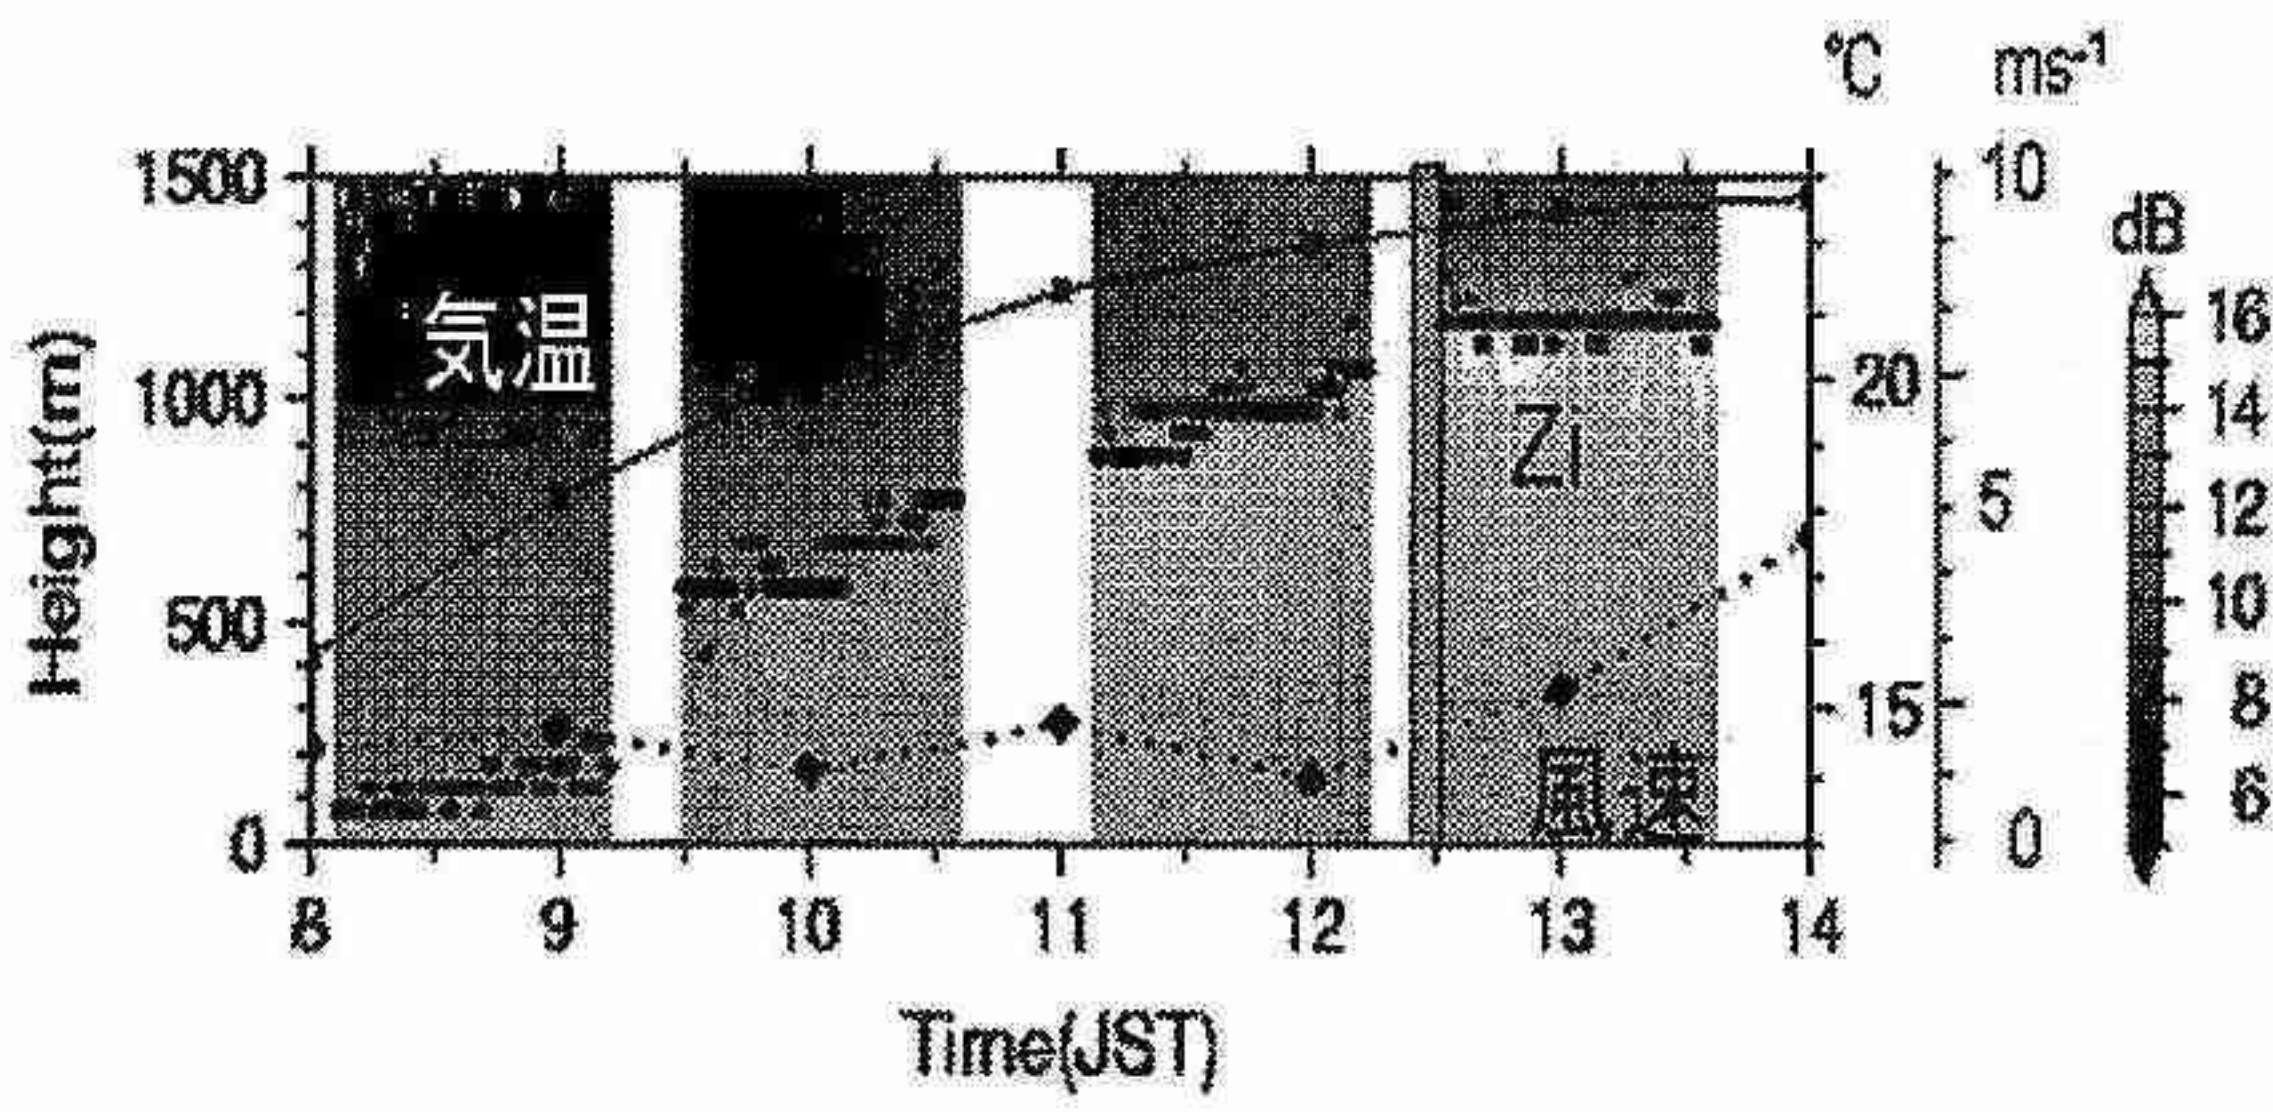 ℃ ms⁻¹
1500 10
dB
16
気温
1000 20 14
Zi
5 12
500 10
15 8
風速 6
0 0
8 9 10 11 12 13 14
Height(m)
Time(JST)